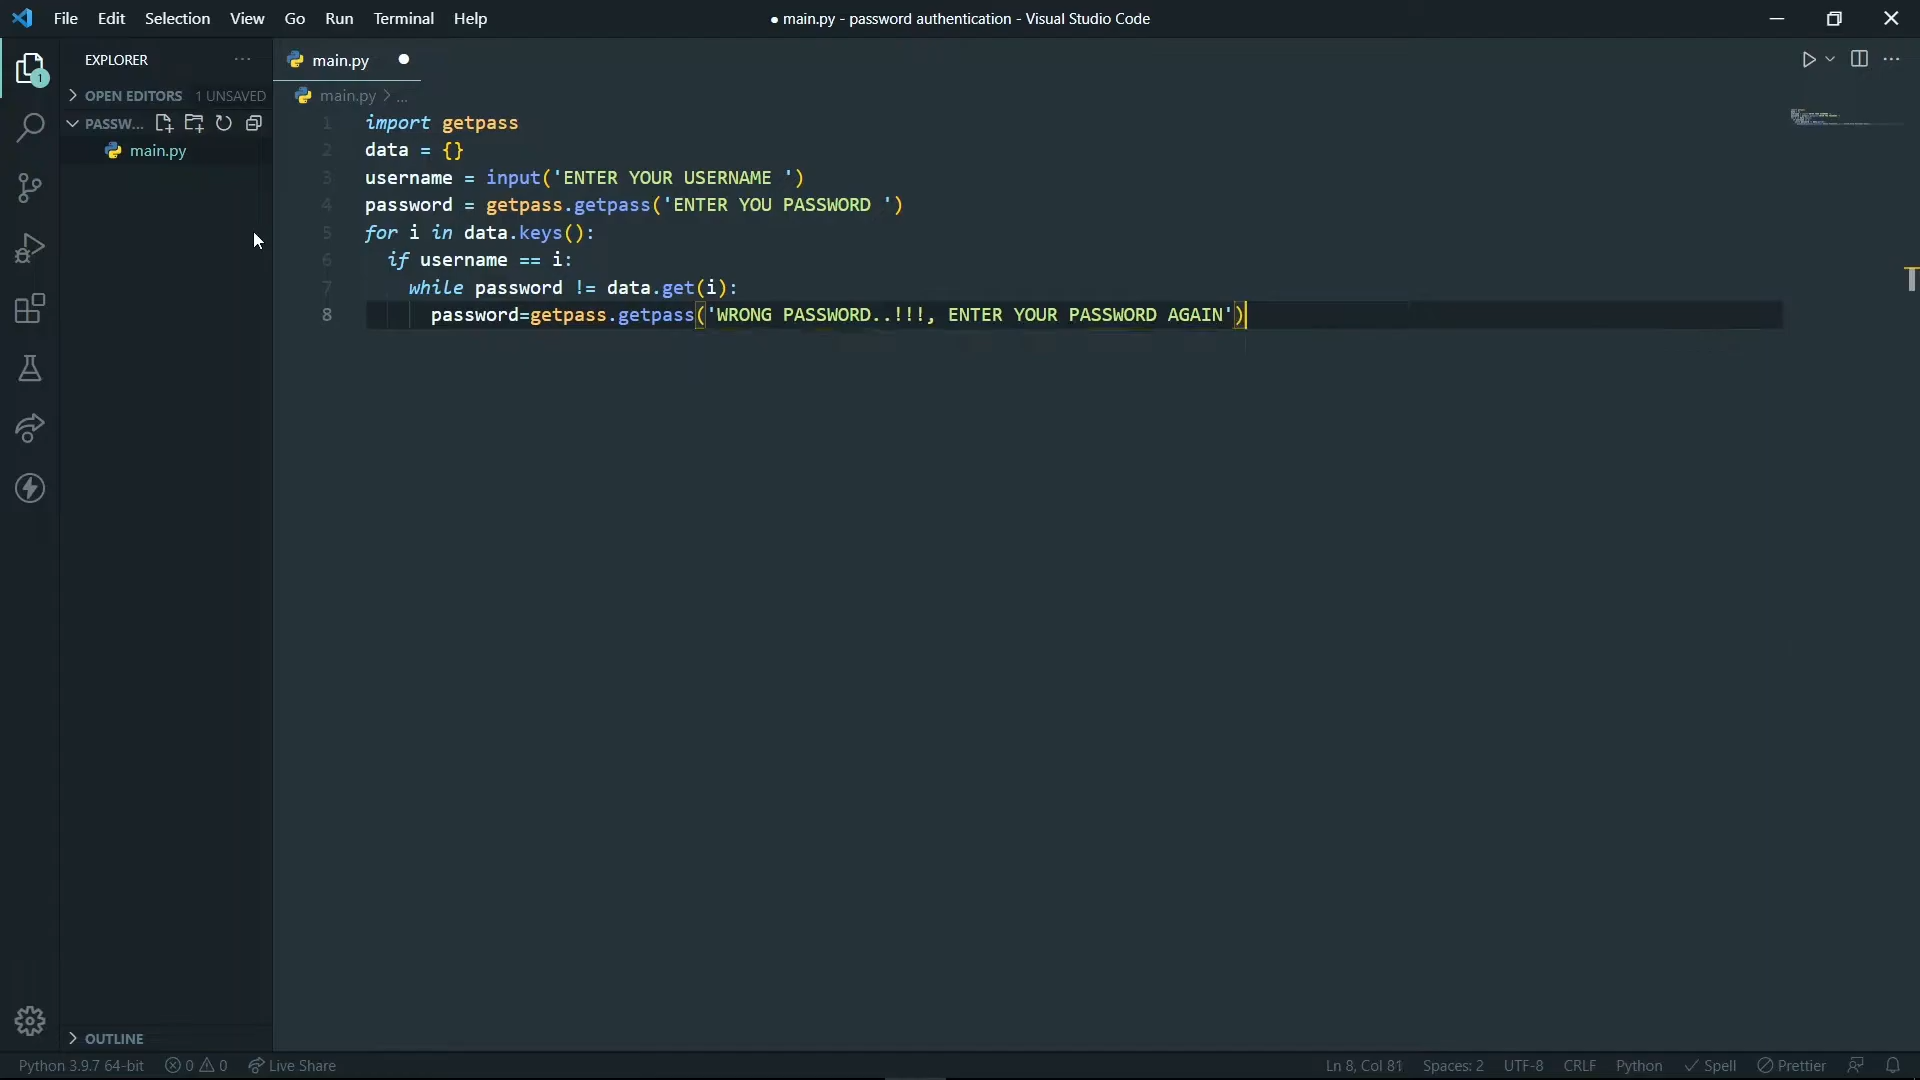 File Edit Selection View Go Run Terminal Help
● main.py - password authentication - Visual Studio Code
EXPLORER
OPEN EDITORS 1 UNSAVED
PASSW...
main.py
main.py
main.py > ...
1 import getpass
2 data = {}
3 username = input('ENTER YOUR USERNAME ')
4 password = getpass.getpass('ENTER YOU PASSWORD ')
5 for i in data.keys():
6 if username == i:
7 while password != data.get(i):
8 password=getpass.getpass('WRONG PASSWORD..!!!, ENTER YOUR PASSWORD AGAIN')
1
OUTLINE
Python 3.9.7 64-bit 0 0 Live Share
Ln 8, Col 81 Spaces: 2 UTF-8 CRLF Python Spell Prettier